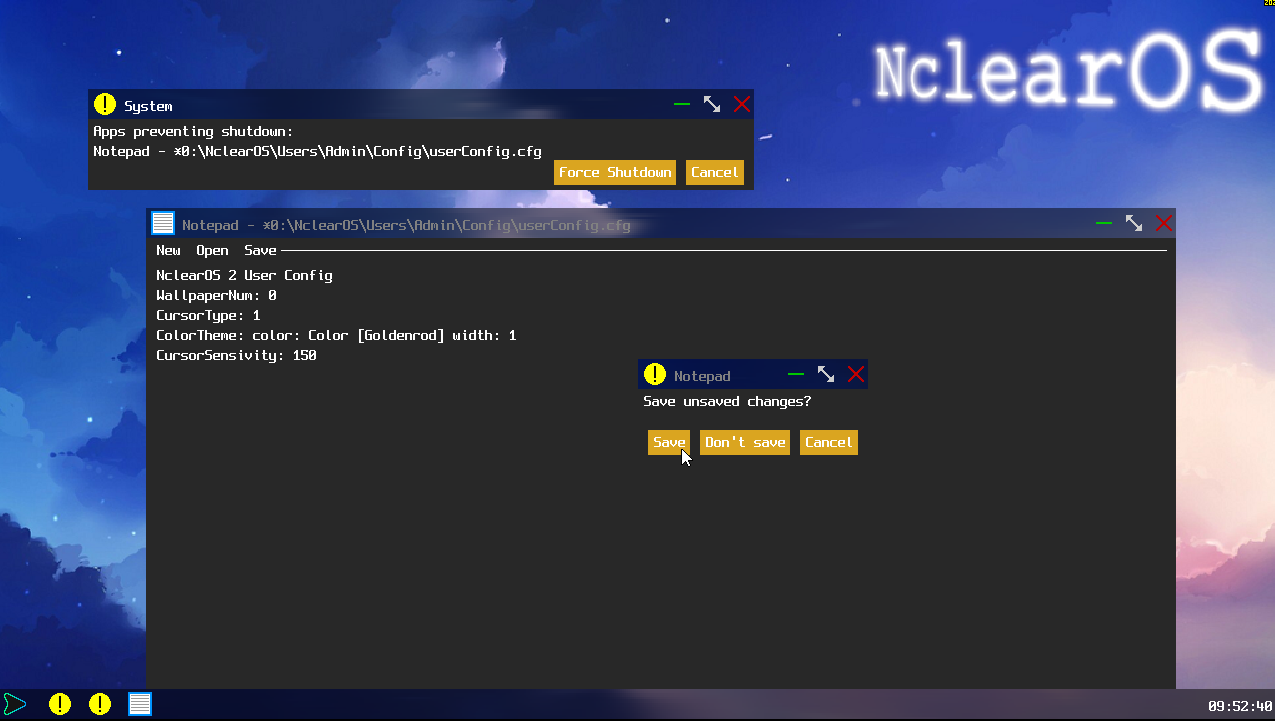 NclearOS
System
Apps preventing shutdown:
Notepad - *0:\NclearOS\Users\Admin\Config\userConfig.cfg
Force Shutdown Cancel
Notepad - *0:\NclearOS\Users\Admin\Config\userConfig.cfg
New Open Save
NclearOS 2 User Config
WallpaperNum: 0
CursorType: 1
ColorTheme: color: Color [Goldenrod] width: 1
CursorSensivity: 150
Notepad
Save unsaved changes?
Save Don't save Cancel
09:52:40